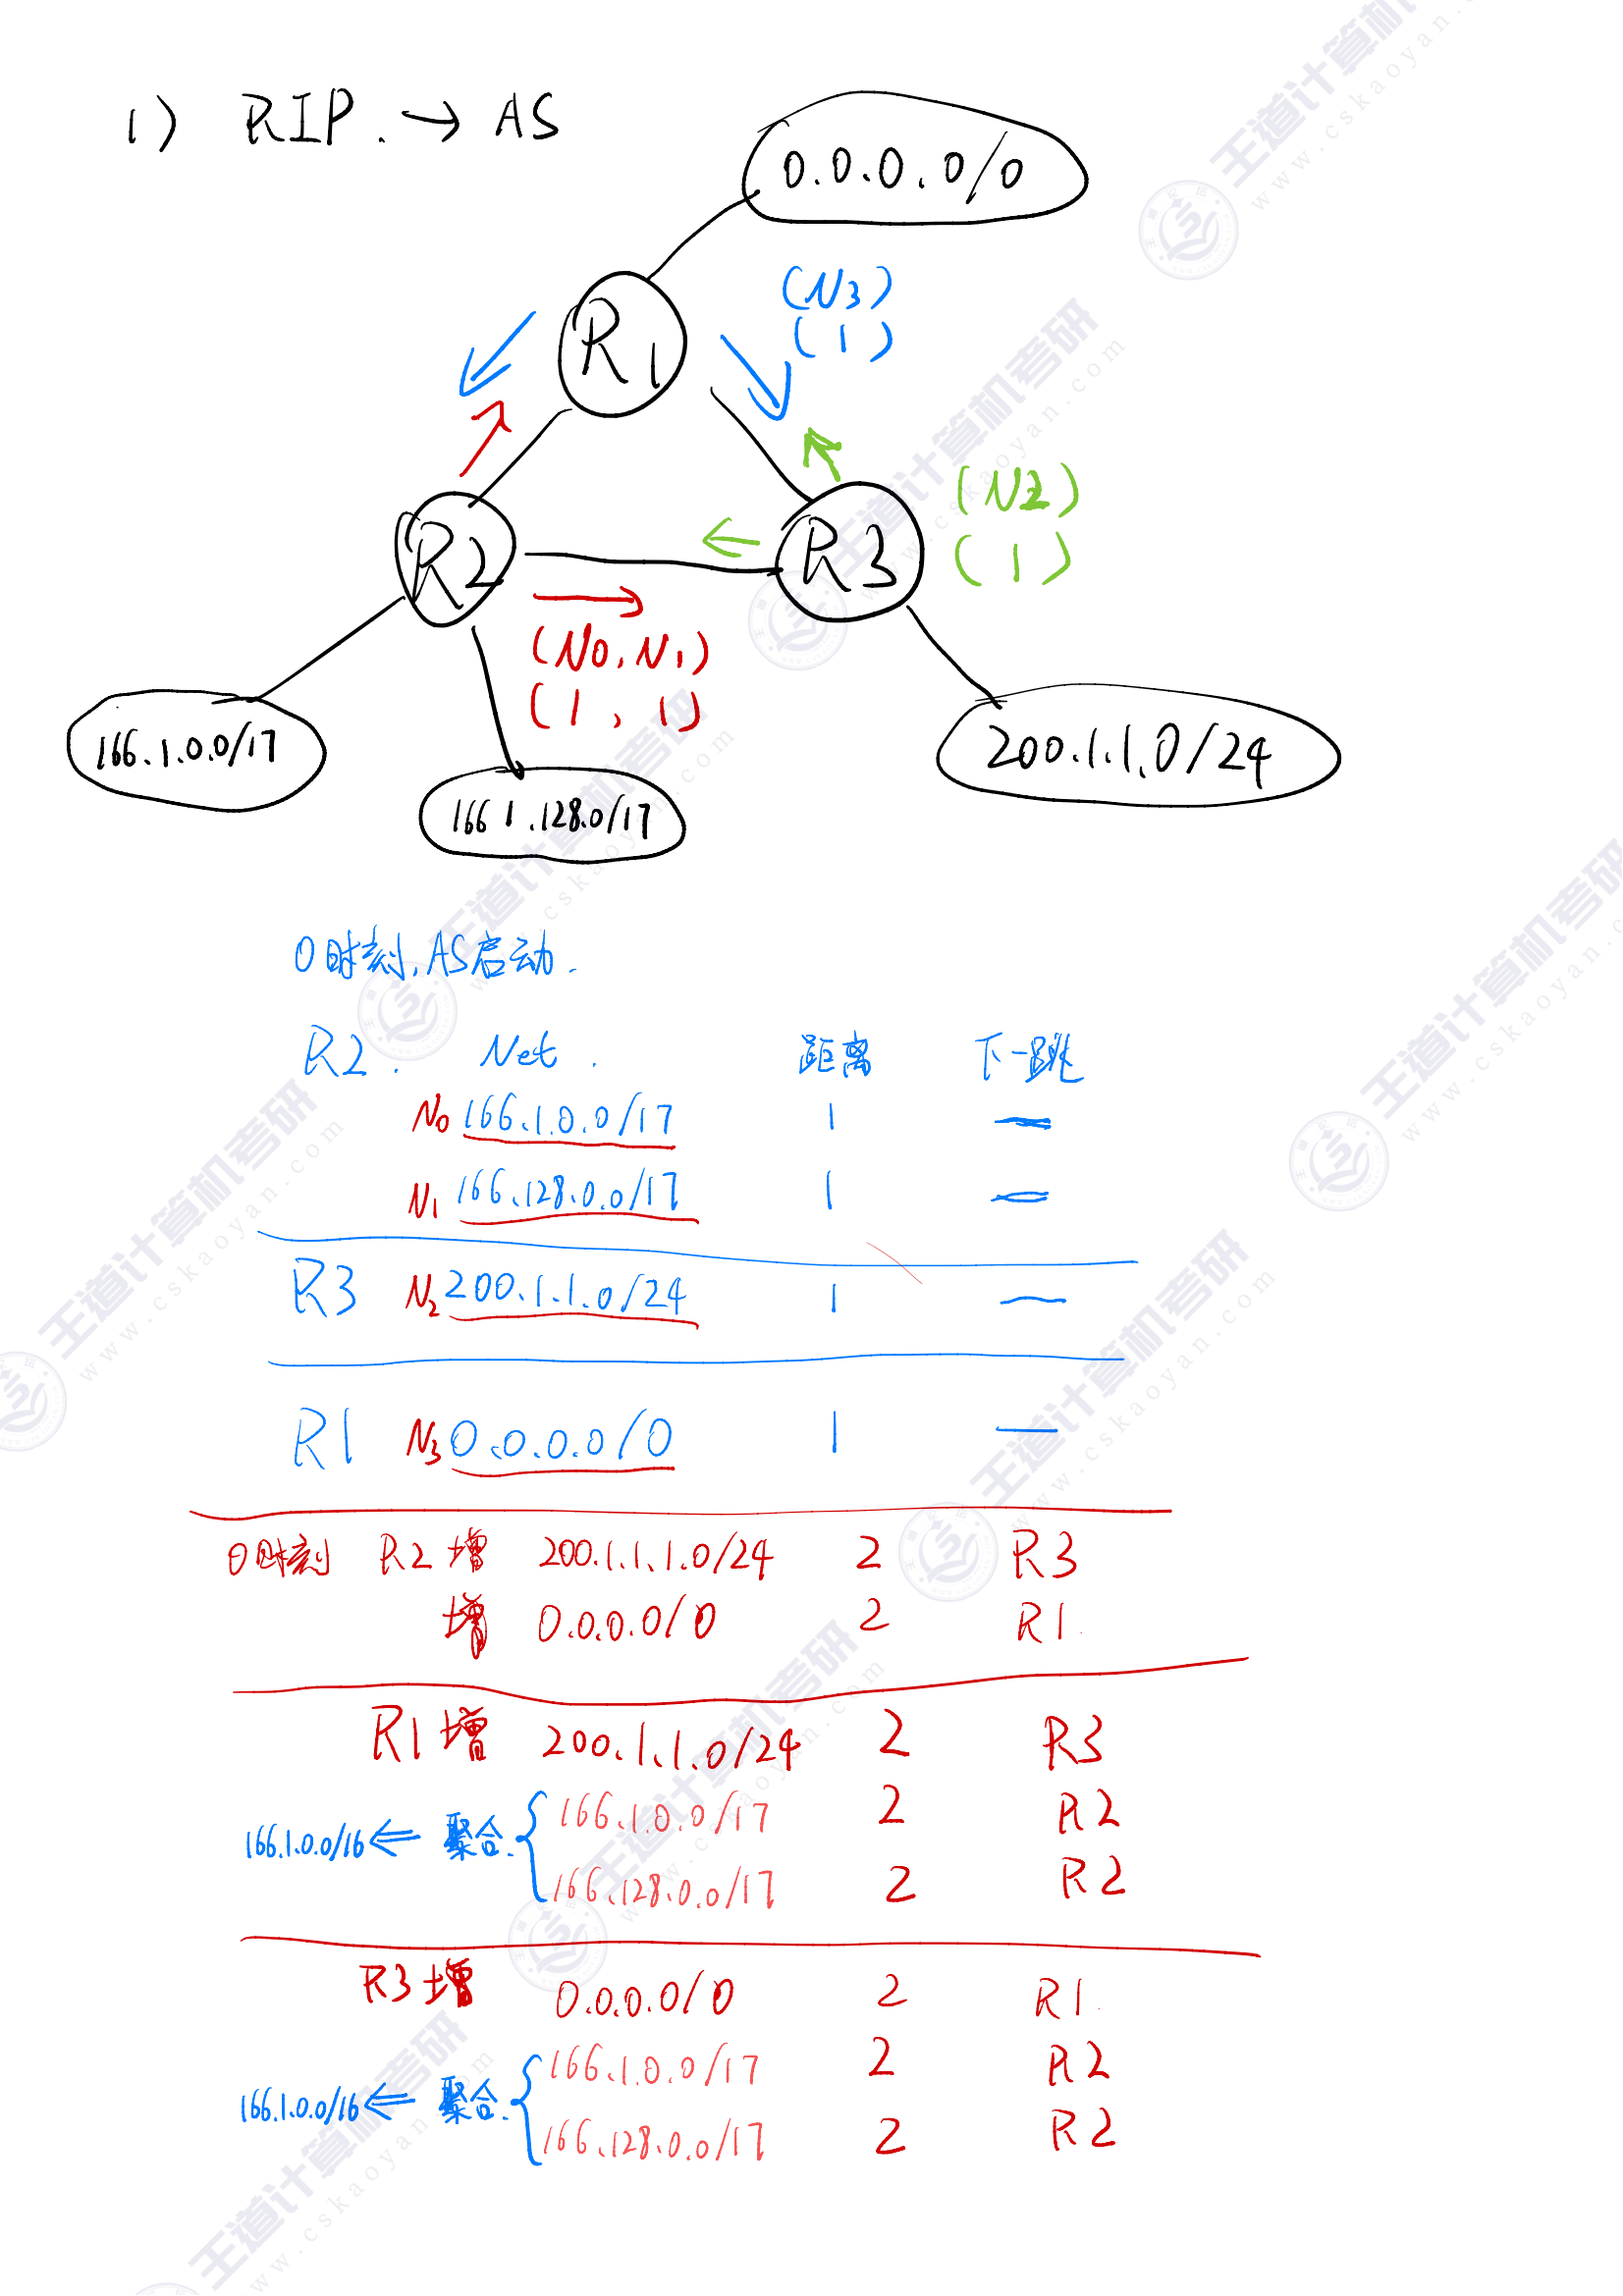 1) RIP. → AS
0.0.0.0/0
(N3)
(1)
R1
(N2)
(1)
R2
R3
(N0, N1)
(1, 1)
166.1.0.0/17
166 1.128.0/17
200.1.1.0/24
0时刻, AS启动.
R2. Net. 距离 下一跳
N0 166.1.0.0/17 1 —
N1 166.128.0.0/17 1 —
R3 N2 200.1.1.0/24 1 —
R1 N3 0.0.0.0/0 1 —
0时刻 R2增 200.1.1.1.0/24 2 R3
增 0.0.0.0/0 2 R1
R1增 200.1.1.0/24 2 R3
166.1.0.0/16 ⇐ 聚合. { 166.1.0.0/17 2 R2
166.128.0.0/17 2 R2
R3增 0.0.0.0/0 2 R1
166.1.0.0/16 ⇐ 聚合. { 166.1.0.0/17 2 R2
166.128.0.0/17 2 R2
王道计算机考研
www.cskaoyan.com